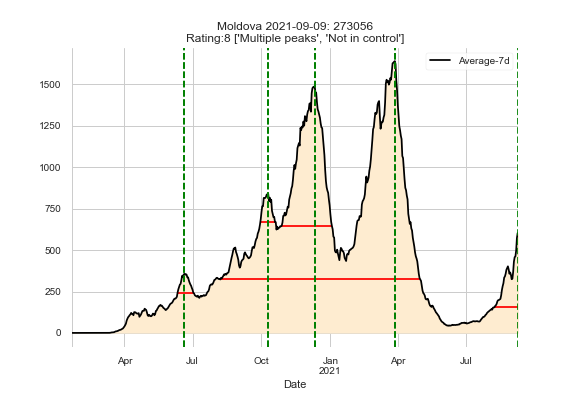 Moldova 2021-09-09: 273056
Rating:8 ['Multiple peaks', 'Not in control']
Average-7d
1500
1250
1000
750
500
250
0
Apr
Jul
Oct
Jan
2021
Apr
Jul
Date